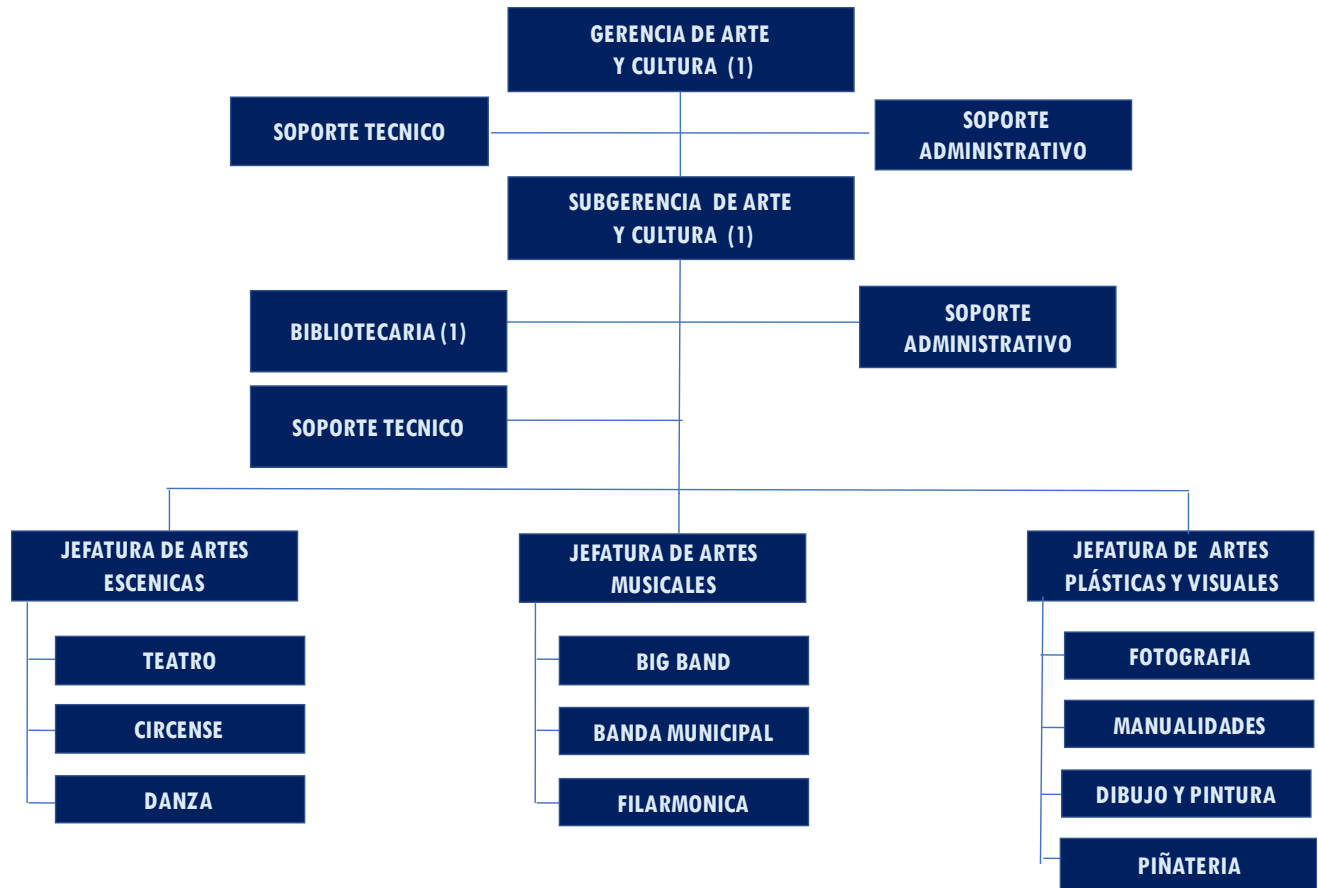 GERENCIA DE ARTE
Y CULTURA (1)
SOPORTE TECNICO
SOPORTE
ADMINISTRATIVO
SUBGERENCIA DE ARTE
Y CULTURA (1)
BIBLIOTECARIA (1)
SOPORTE
ADMINISTRATIVO
SOPORTE TECNICO
JEFATURA DE ARTES
ESCENICAS
TEATRO
CIRCENSE
DANZA
JEFATURA DE ARTES
MUSICALES
BIG BAND
BANDA MUNICIPAL
FILARMONICA
JEFATURA DE ARTES
PLÁSTICAS Y VISUALES
FOTOGRAFIA
MANUALIDADES
DIBUJO Y PINTURA
PIÑATERIA